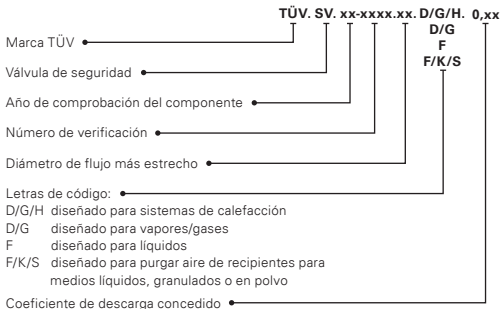 TÜV. SV. xx-xxxx.xx. D/G/H. 0,xx
D/G
F
F/K/S
Marca TÜV
Válvula de seguridad
Año de comprobación del componente
Número de verificación
Diámetro de flujo más estrecho
Letras de código:
D/G/H diseñado para sistemas de calefacción
D/G diseñado para vapores/gases
F diseñado para líquidos
F/K/S diseñado para purgar aire de recipientes para
medios líquidos, granulados o en polvo
Coeficiente de descarga concedido